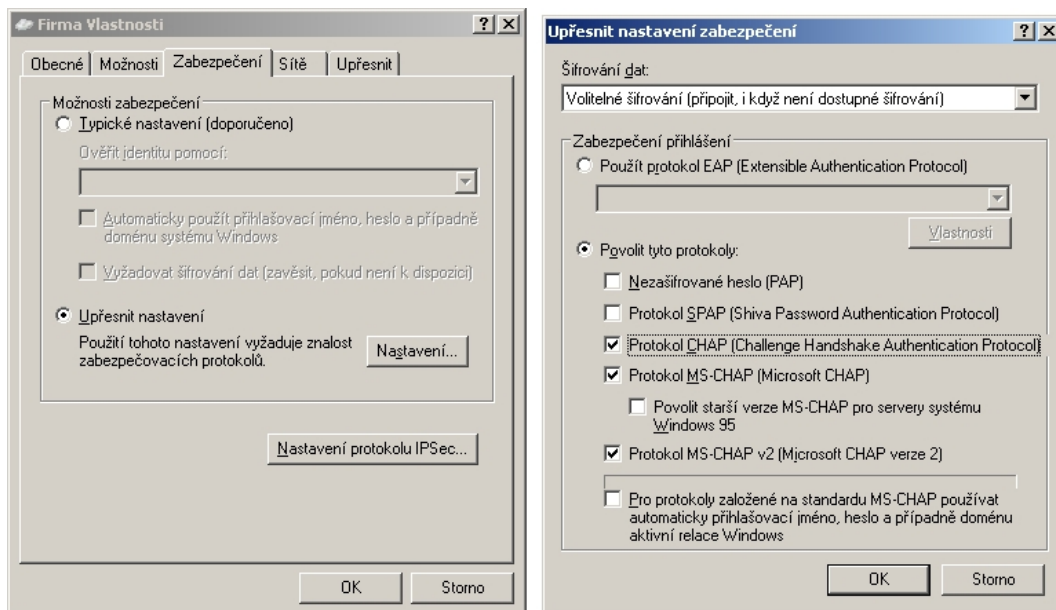 Firma Vlastnosti
Obecné
Možnosti
Zabezpečení
Sítě
Upřesnit
Možnosti zabezpečení
Typické nastavení (doporučeno)
Ověřit identitu pomocí:
Automaticky použít přihlašovací jméno, heslo a případně
doménu systému Windows
Vyžadovat šifrování dat (zavěsit, pokud není k dispozici)
Upřesnit nastavení
Použití tohoto nastavení vyžaduje znalost
zabezpečovacích protokolů.
Nastavení...
Nastavení protokolu IPSec...
OK
Storno
Upřesnit nastavení zabezpečení
Šifrování dat:
Volitelné šifrování (připojit, i když není dostupné šifrování)
Zabezpečení přihlášení
Použít protokol EAP (Extensible Authentication Protocol)
Vlastnosti
Povolit tyto protokoly:
Nezašifrované heslo (PAP)
Protokol SPAP (Shiva Password Authentication Protocol)
Protokol CHAP (Challenge Handshake Authentication Protocol)
Protokol MS-CHAP (Microsoft CHAP)
Povolit starší verze MS-CHAP pro servery systému
Windows 95
Protokol MS-CHAP v2 (Microsoft CHAP verze 2)
Pro protokoly založené na standardu MS-CHAP používat
automaticky přihlašovací jméno, heslo a případně doménu
aktivní relace Windows
OK
Storno